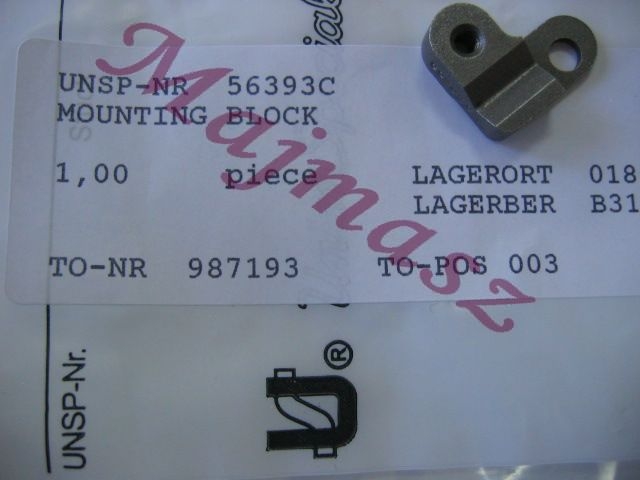 UNSP-NR 56393C
MOUNTING BLOCK
1,00 piece LAGERORT 018
LAGERBER B31
TO-NR 987193 TO-POS 003
Majmasz
UNSP-Nr.
®